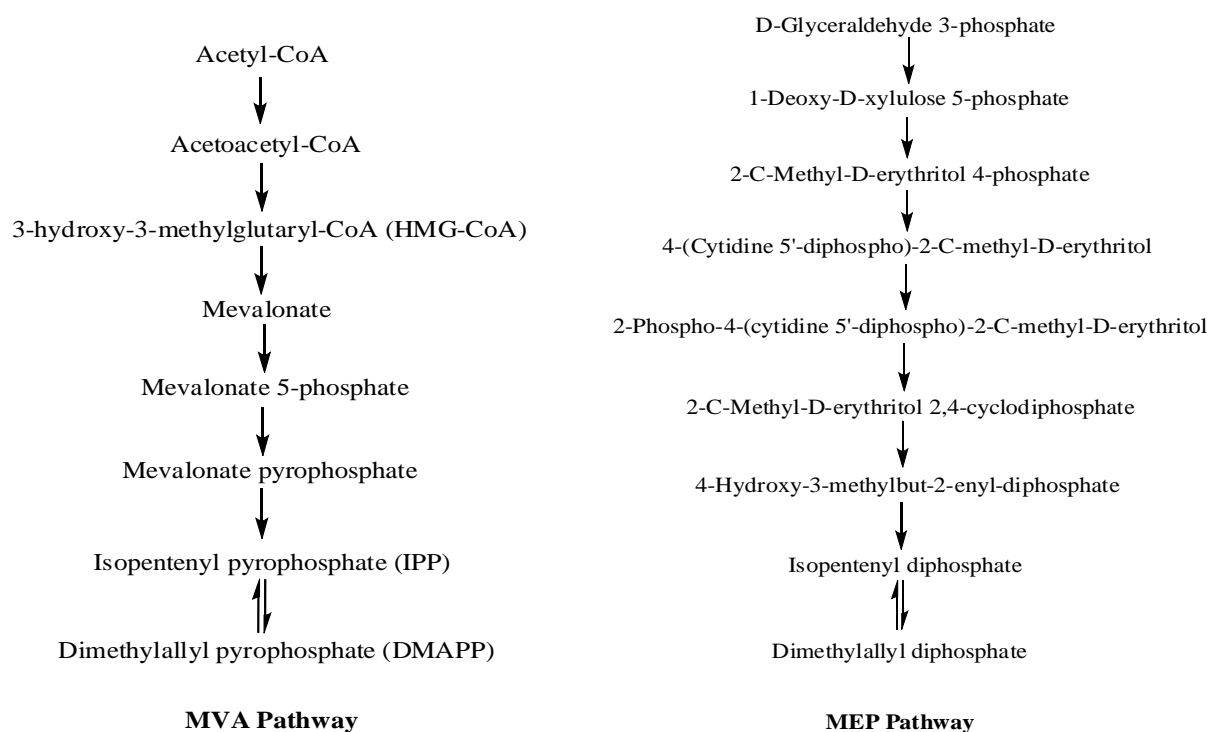 Acetyl-CoA
Acetoacetyl-CoA
3-hydroxy-3-methylglutaryl-CoA (HMG-CoA)
Mevalonate
Mevalonate 5-phosphate
Mevalonate pyrophosphate
Isopentenyl pyrophosphate (IPP)
Dimethylallyl pyrophosphate (DMAPP)
MVA Pathway
D-Glyceraldehyde 3-phosphate
1-Deoxy-D-xylulose 5-phosphate
2-C-Methyl-D-erythritol 4-phosphate
4-(Cytidine 5'-diphospho)-2-C-methyl-D-erythritol
2-Phospho-4-(cytidine 5'-diphospho)-2-C-methyl-D-erythritol
2-C-Methyl-D-erythritol 2,4-cyclodiphosphate
4-Hydroxy-3-methylbut-2-enyl-diphosphate
Isopentenyl diphosphate
Dimethylallyl diphosphate
MEP Pathway